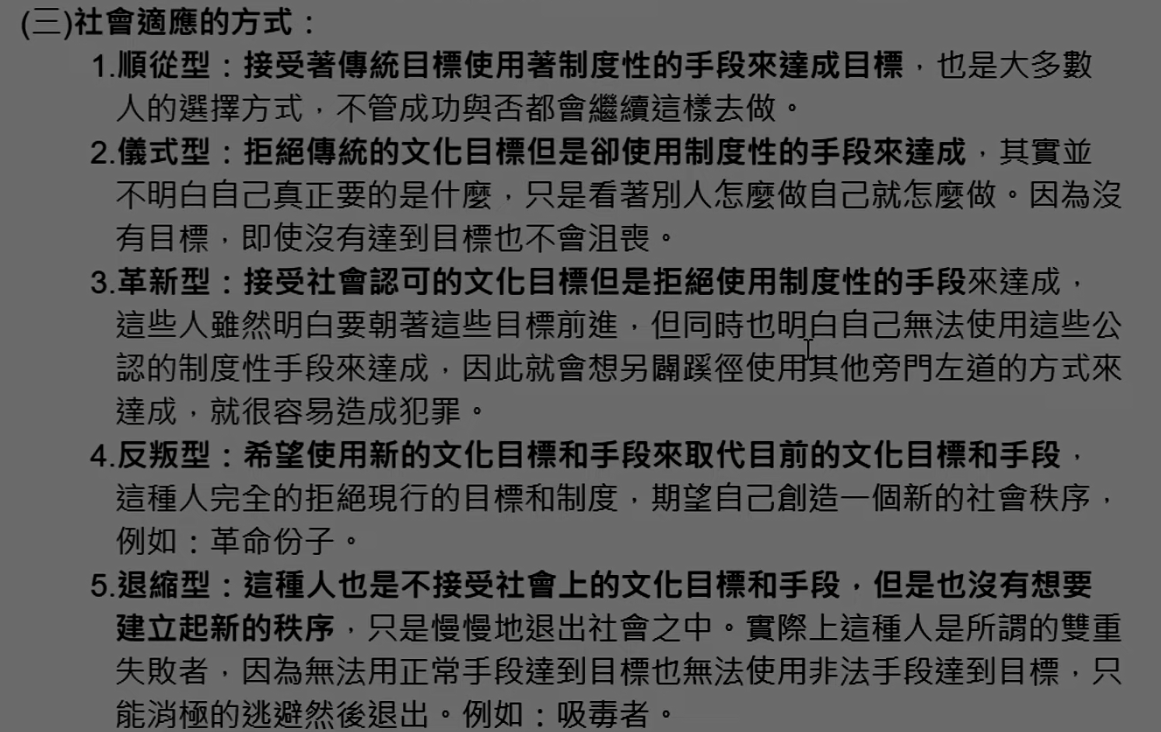 (三)社會適應的方式：
1.順從型：接受著傳統目標使用著制度性的手段來達成目標，也是大多數
人的選擇方式，不管成功與否都會繼續這樣去做。
2.儀式型：拒絕傳統的文化目標但是卻使用制度性的手段來達成，其實並
不明白自己真正要的是什麼，只是看著別人怎麼做自己就怎麼做。因為沒
有目標，即使沒有達到目標也不會沮喪。
3.革新型：接受社會認可的文化目標但是拒絕使用制度性的手段來達成，
這些人雖然明白要朝著這些目標前進，但同時也明白自己無法使用這些公
認的制度性手段來達成，因此就會想另闢蹊徑使用其他旁門左道的方式來
達成，就很容易造成犯罪。
4.反叛型：希望使用新的文化目標和手段來取代目前的文化目標和手段，
這種人完全的拒絕現行的目標和制度，期望自己創造一個新的社會秩序，
例如：革命份子。
5.退縮型：這種人也是不接受社會上的文化目標和手段，但是也沒有想要
建立起新的秩序，只是慢慢地退出社會之中。實際上這種人是所謂的雙重
失敗者，因為無法用正常手段達到目標也無法使用非法手段達到目標，只
能消極的逃避然後退出。例如：吸毒者。